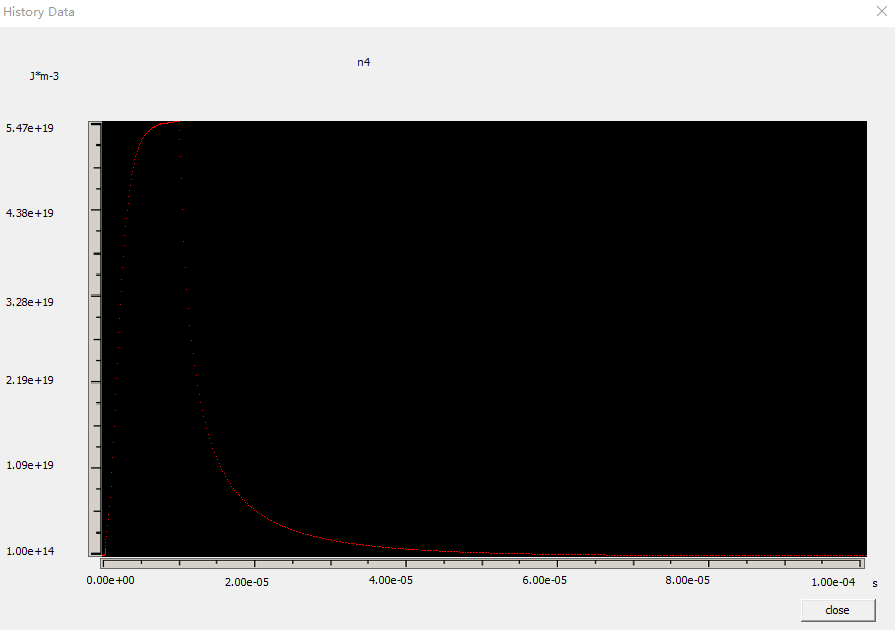 History Data
n4
J*m-3
5.47e+19
4.38e+19
3.28e+19
2.19e+19
1.09e+19
1.00e+14
0.00e+00 2.00e-05 4.00e-05 6.00e-05 8.00e-05 1.00e-04 s
close